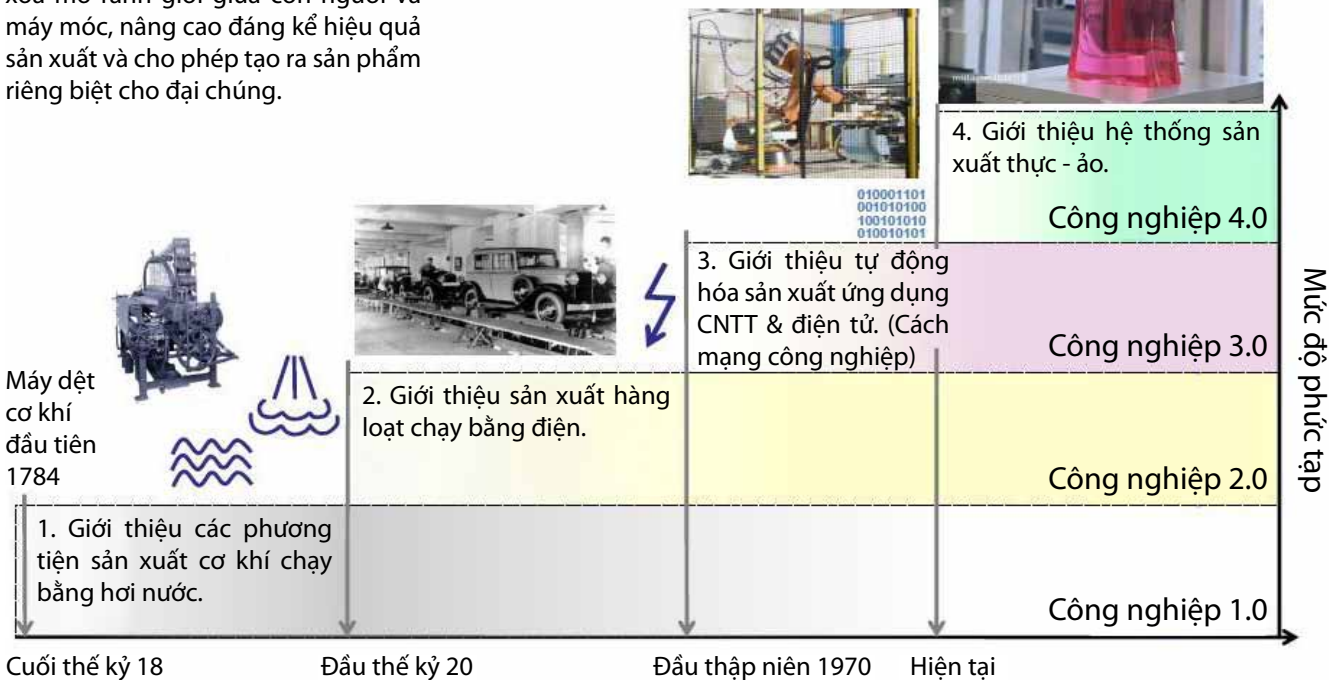 xóa mờ ranh giới giữa con người và
máy móc, nâng cao đáng kể hiệu quả
sản xuất và cho phép tạo ra sản phẩm
riêng biệt cho đại chúng.
4. Giới thiệu hệ thống sản
xuất thực - ảo.
010001101
001010100
100101010
010010101
Công nghiệp 4.0
3. Giới thiệu tự động
hóa sản xuất ứng dụng
CNTT & điện tử. (Cách
mạng công nghiệp)
Công nghiệp 3.0
Mức độ phức tạp
Máy dệt
cơ khí
đầu tiên
1784
2. Giới thiệu sản xuất hàng
loạt chạy bằng điện.
Công nghiệp 2.0
1. Giới thiệu các phương
tiện sản xuất cơ khí chạy
bằng hơi nước.
Công nghiệp 1.0
Cuối thế kỷ 18
Đầu thế kỷ 20
Đầu thập niên 1970
Hiện tại